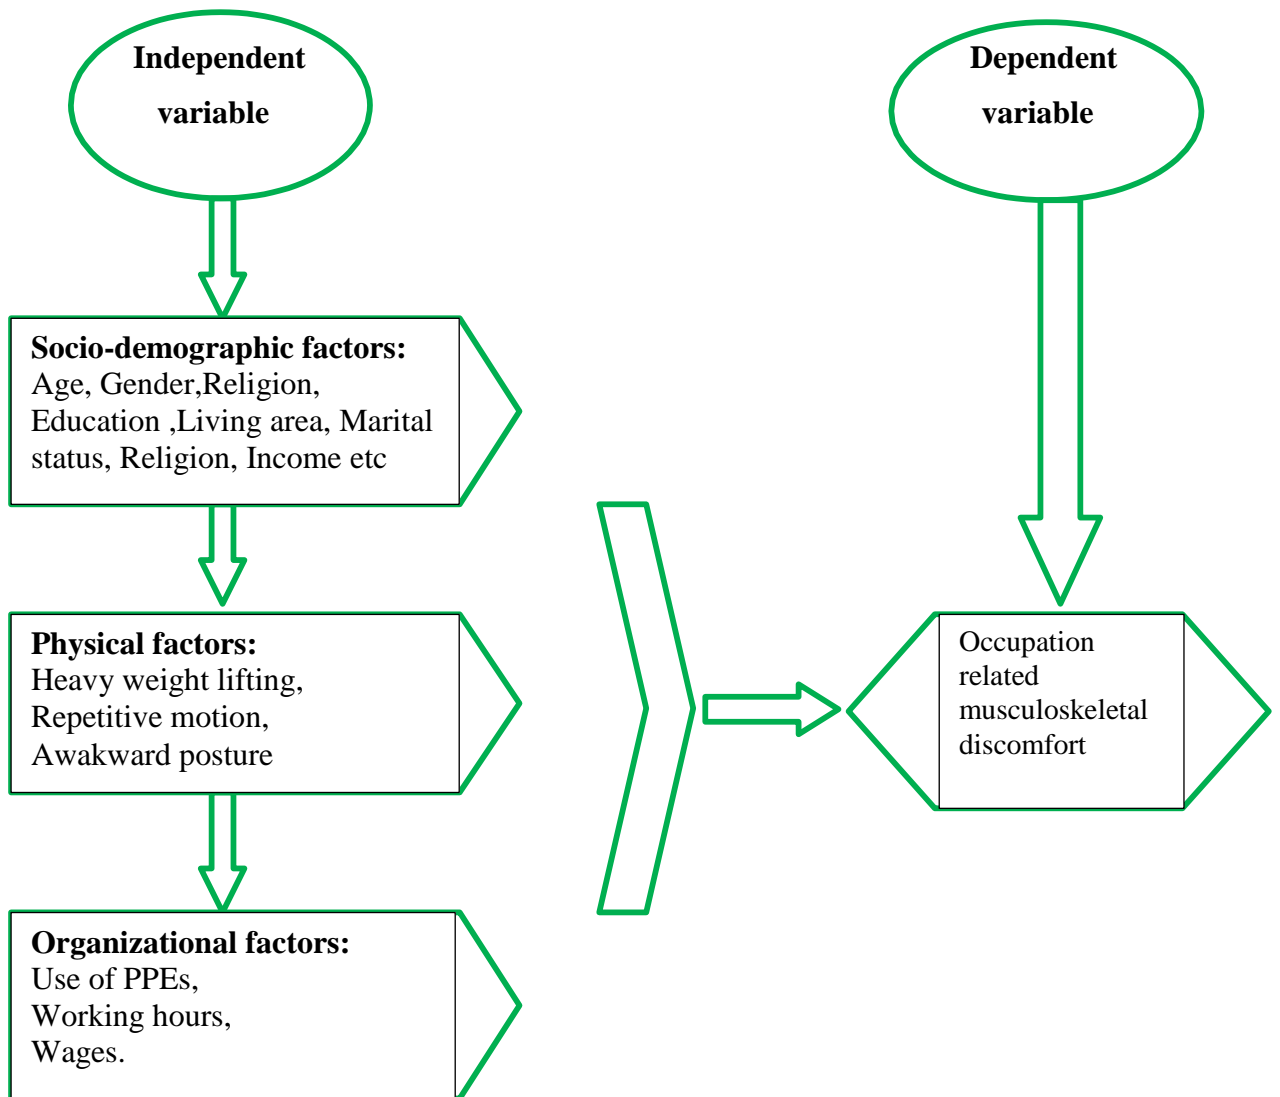 Independent
variable
Dependent
variable
Socio-demographic factors:
Age, Gender,Religion,
Education ,Living area, Marital
status, Religion, Income etc
Physical factors:
Heavy weight lifting,
Repetitive motion,
Awakward posture
Occupation
related
musculoskeletal
discomfort
Organizational factors:
Use of PPEs,
Working hours,
Wages.